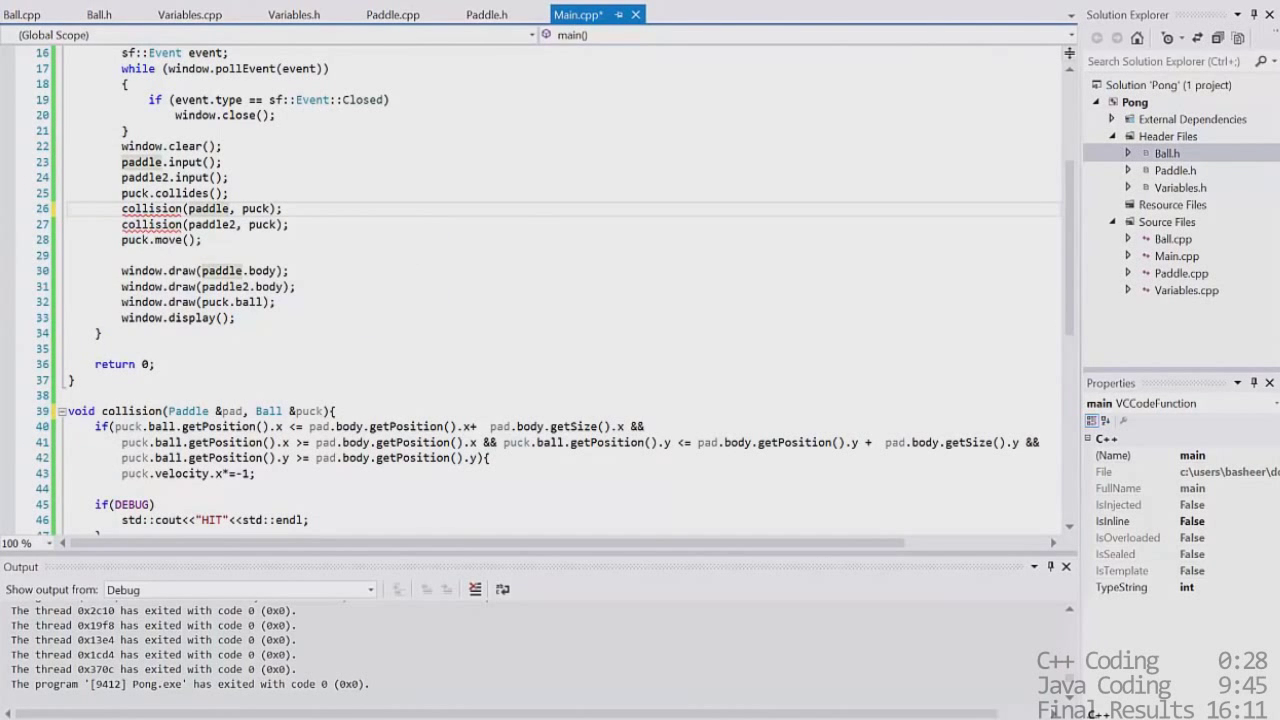 Ball.cpp Ball.h Variables.cpp Variables.h Paddle.cpp Paddle.h Main.cpp*
(Global Scope) main()
16 sf::Event event;
17 while (window.pollEvent(event))
18 {
19 if (event.type == sf::Event::Closed)
20 window.close();
21 }
22 window.clear();
23 paddle.input();
24 paddle2.input();
25 puck.collides();
26 collision(paddle, puck);
27 collision(paddle2, puck);
28 puck.move();
29
30 window.draw(paddle.body);
31 window.draw(paddle2.body);
32 window.draw(puck.ball);
33 window.display();
34 }
35
36 return 0;
37 }
38
39 void collision(Paddle &pad, Ball &puck){
40 if(puck.ball.getPosition().x <= pad.body.getPosition().x+ pad.body.getSize().x &&
41 puck.ball.getPosition().x >= pad.body.getPosition().x && puck.ball.getPosition().y <= pad.body.getPosition().y + pad.body.getSize().y &&
42 puck.ball.getPosition().y >= pad.body.getPosition().y){
43 puck.velocity.x*=-1;
44
45 if(DEBUG)
46 std::cout<<"HIT"<<std::endl;
100 %
Output
Show output from: Debug
The thread 0x2c10 has exited with code 0 (0x0).
The thread 0x19f8 has exited with code 0 (0x0).
The thread 0x13e4 has exited with code 0 (0x0).
The thread 0x1cd4 has exited with code 0 (0x0).
The thread 0x370c has exited with code 0 (0x0).
The program '[9412] Pong.exe' has exited with code 0 (0x0).
Solution Explorer
Search Solution Explorer (Ctrl+;)
Solution 'Pong' (1 project)
Pong
External Dependencies
Header Files
Ball.h
Paddle.h
Variables.h
Resource Files
Source Files
Ball.cpp
Main.cpp
Paddle.cpp
Variables.cpp
Properties
main VCCodeFunction
C++
(Name) main
File c:\users\basheer\do
FullName main
IsInjected False
IsInline False
IsOverloaded False
IsSealed False
IsTemplate False
TypeString int
C++ Coding 0:28
Java Coding 9:45
Final Results 16:11
C++